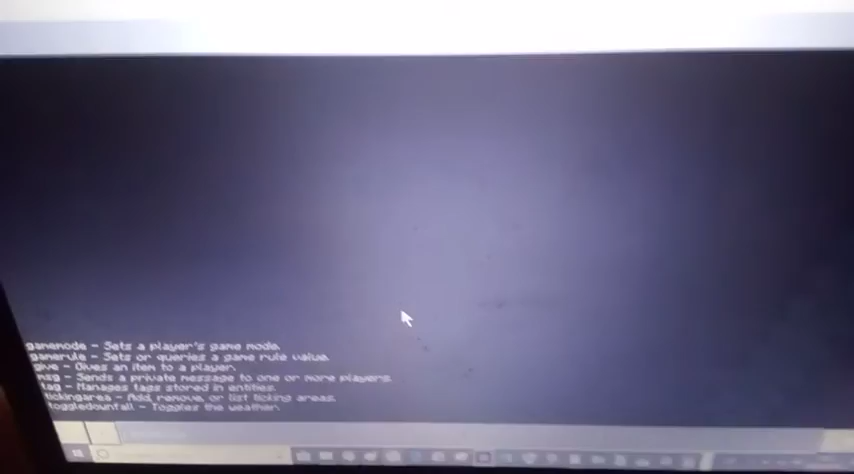 gamemode - Sets a player's game mode.
gamerule - Sets or queries a game rule value.
give - Gives an item to a player.
msg - Sends a private message to one or more players.
tag - Manages tags stored in entities.
tickingarea - Add, remove, or list ticking areas.
toggledownfall - Toggles the weather.